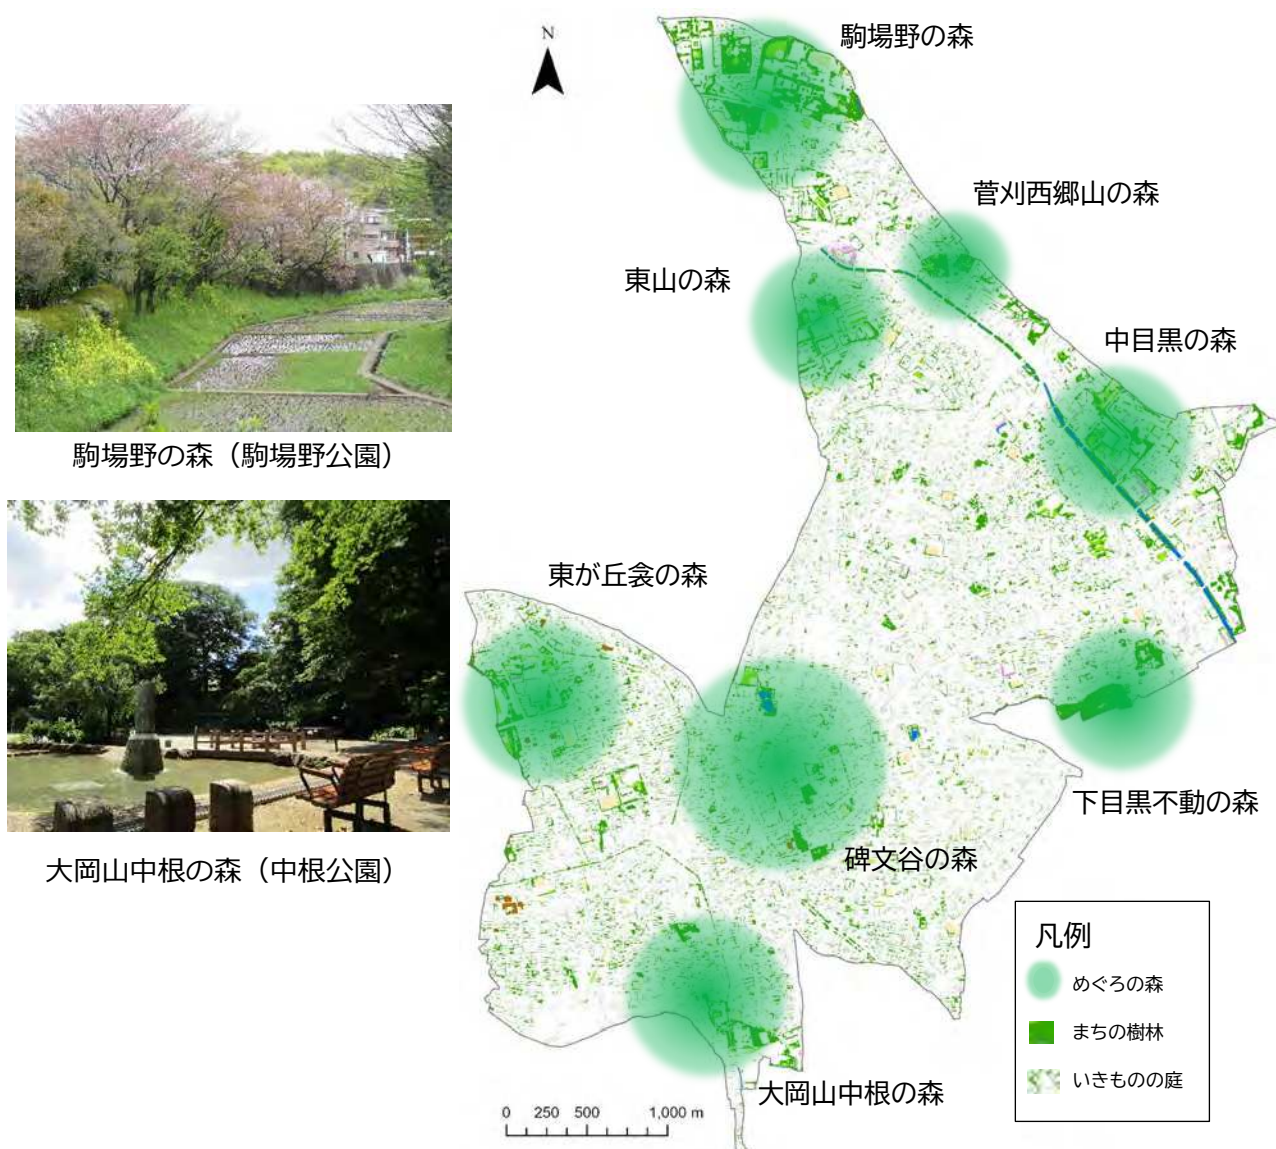 N
駒場野の森
菅刈西郷山の森
東山の森
中目黒の森
駒場野の森（駒場野公園）
東が丘衾の森
下目黒不動の森
碑文谷の森
大岡山中根の森（中根公園）
凡例
めぐろの森
まちの樹林
いきものの庭
大岡山中根の森
0 250 500 1,000 m